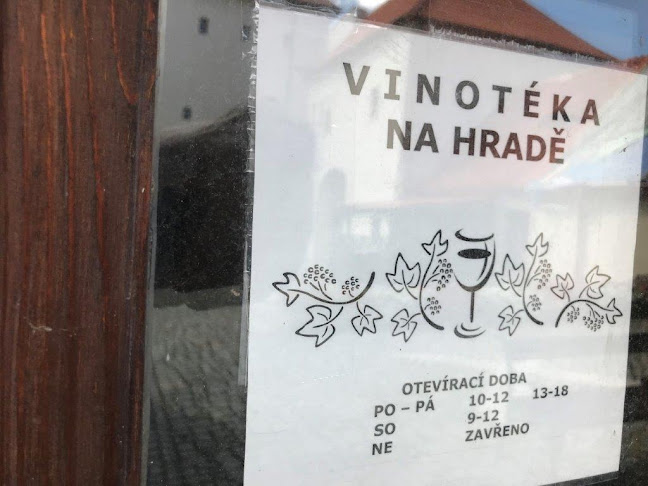 VINOTÉKA
NA HRADĚ
OTEVÍRACÍ DOBA
PO – PÁ 10-12 13-18
SO 9-12
NE ZAVŘENO